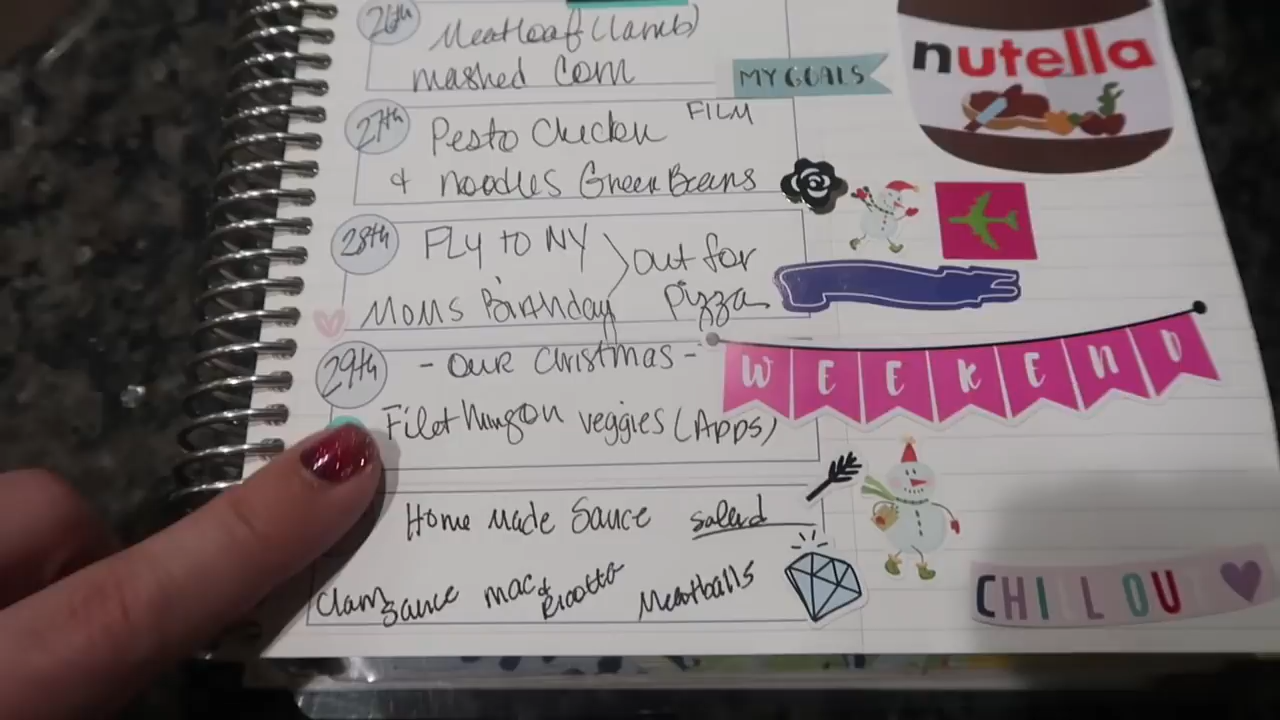 26th Meatloaf (lamb)
mashed Corn
MY GOALS
nutella
27th Pesto Chicken FILM
& noodles Green Beans
28th FLY to NY
out for
Moms Birthday pizza
WEEKEND
29th - Our Christmas -
Filet Mingon veggies (Apps)
Home Made Sauce salad
Clam sauce mac & Ricotta Meatballs
CHILL OUT